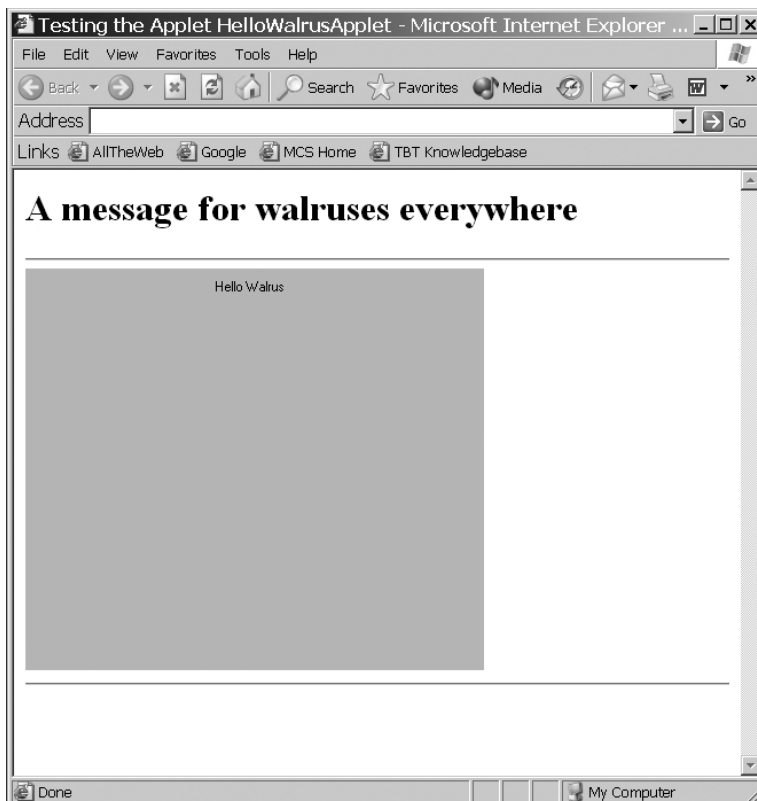 Testing the Applet HelloWalrusApplet - Microsoft Internet Explorer ...
File Edit View Favorites Tools Help
Back Search Favorites Media W »
Address Go
Links AllTheWeb Google MCS Home TBT Knowledgebase
A message for walruses everywhere
Hello Walrus
Done My Computer